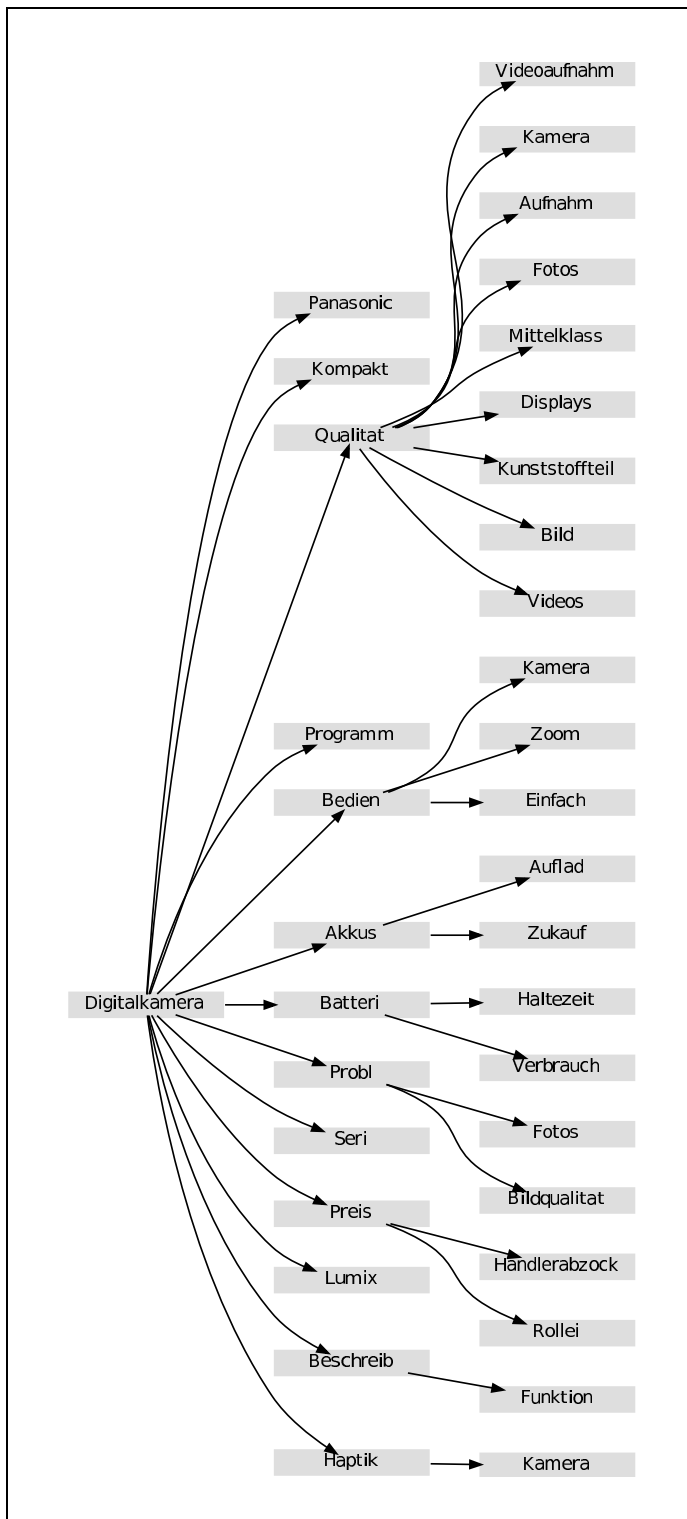 Videoaufnahm
Kamera
Aufnahm
Fotos
Panasonic
Mittelklass
Kompakt
Displays
Qualitat
Kunststoffteil
Bild
Videos
Kamera
Programm
Zoom
Bedien
Einfach
Auflad
Akkus
Zukauf
Digitalkamera
Batteri
Haltezeit
Probl
Verbrauch
Fotos
Seri
Bildqualitat
Preis
Handlerabzock
Lumix
Rollei
Beschreib
Funktion
Haptik
Kamera